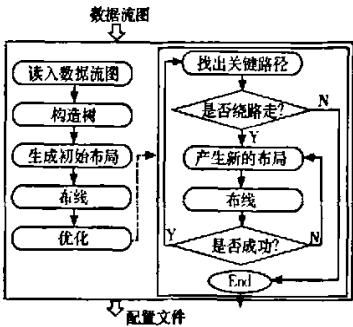 数据流图
读入数据流图
构造树
生成初始布局
布线
优化
找出关键路径
是否绕路走?
N
Y
产生新的布局
布线
是否成功?
Y
N
End
配置文件